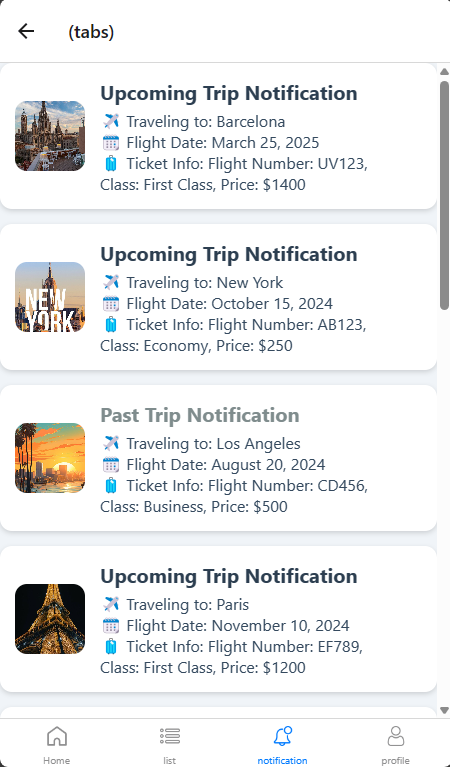 (tabs)
Upcoming Trip Notification
✈️ Traveling to: Barcelona
📅 Flight Date: March 25, 2025
🧳 Ticket Info: Flight Number: UV123,
Class: First Class, Price: $1400
Upcoming Trip Notification
NEW
YORK
✈️ Traveling to: New York
📅 Flight Date: October 15, 2024
🧳 Ticket Info: Flight Number: AB123,
Class: Economy, Price: $250
Past Trip Notification
✈️ Traveling to: Los Angeles
📅 Flight Date: August 20, 2024
🧳 Ticket Info: Flight Number: CD456,
Class: Business, Price: $500
Upcoming Trip Notification
✈️ Traveling to: Paris
📅 Flight Date: November 10, 2024
🧳 Ticket Info: Flight Number: EF789,
Class: First Class, Price: $1200
Home
list
notification
profile